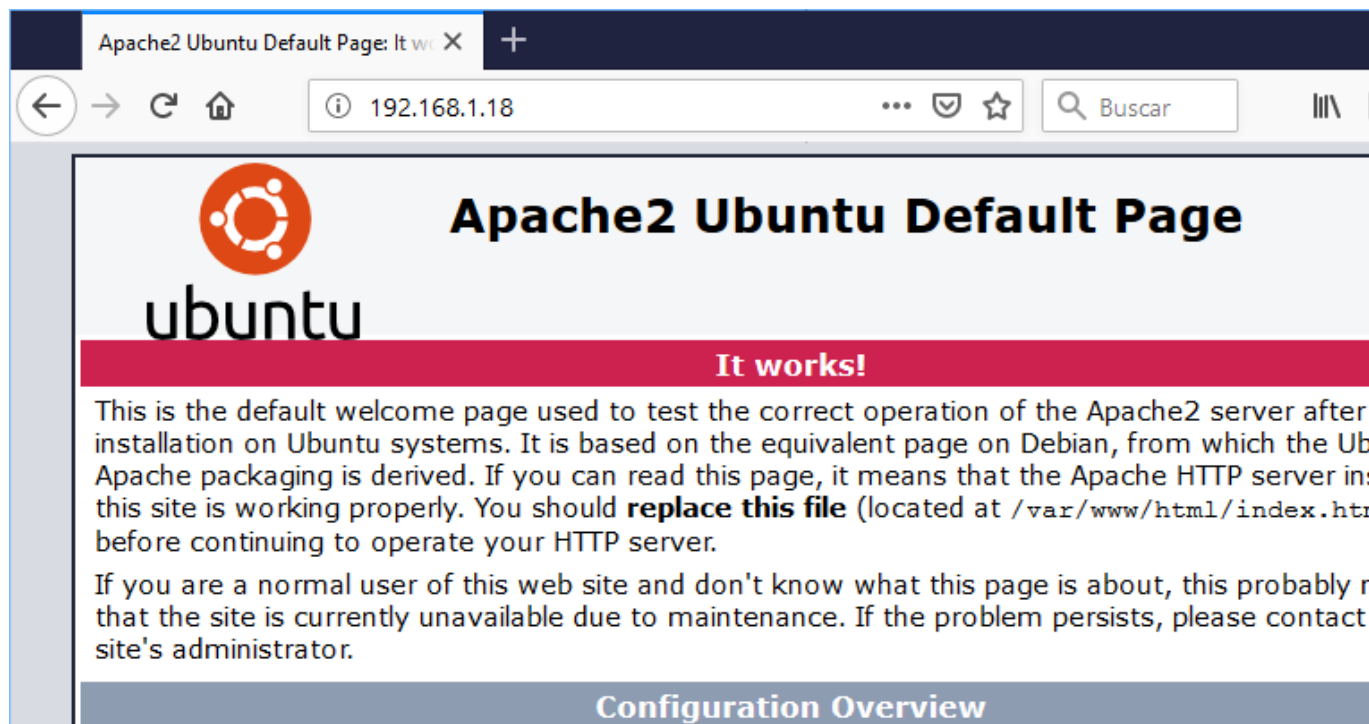 Apache2 Ubuntu Default Page: It
192.168.1.18
Buscar
ubuntu
Apache2 Ubuntu Default Page
It works!
This is the default welcome page used to test the correct operation of the Apache2 server after
installation on Ubuntu systems. It is based on the equivalent page on Debian, from which the
Apache packaging is derived. If you can read this page, it means that the Apache HTTP server
this site is working properly. You should replace this file (located at /var/www/html/index.
before continuing to operate your HTTP server.
If you are a normal user of this web site and don't know what this page is about, this probably
that the site is currently unavailable due to maintenance. If the problem persists, please contact
site's administrator.
Configuration Overview